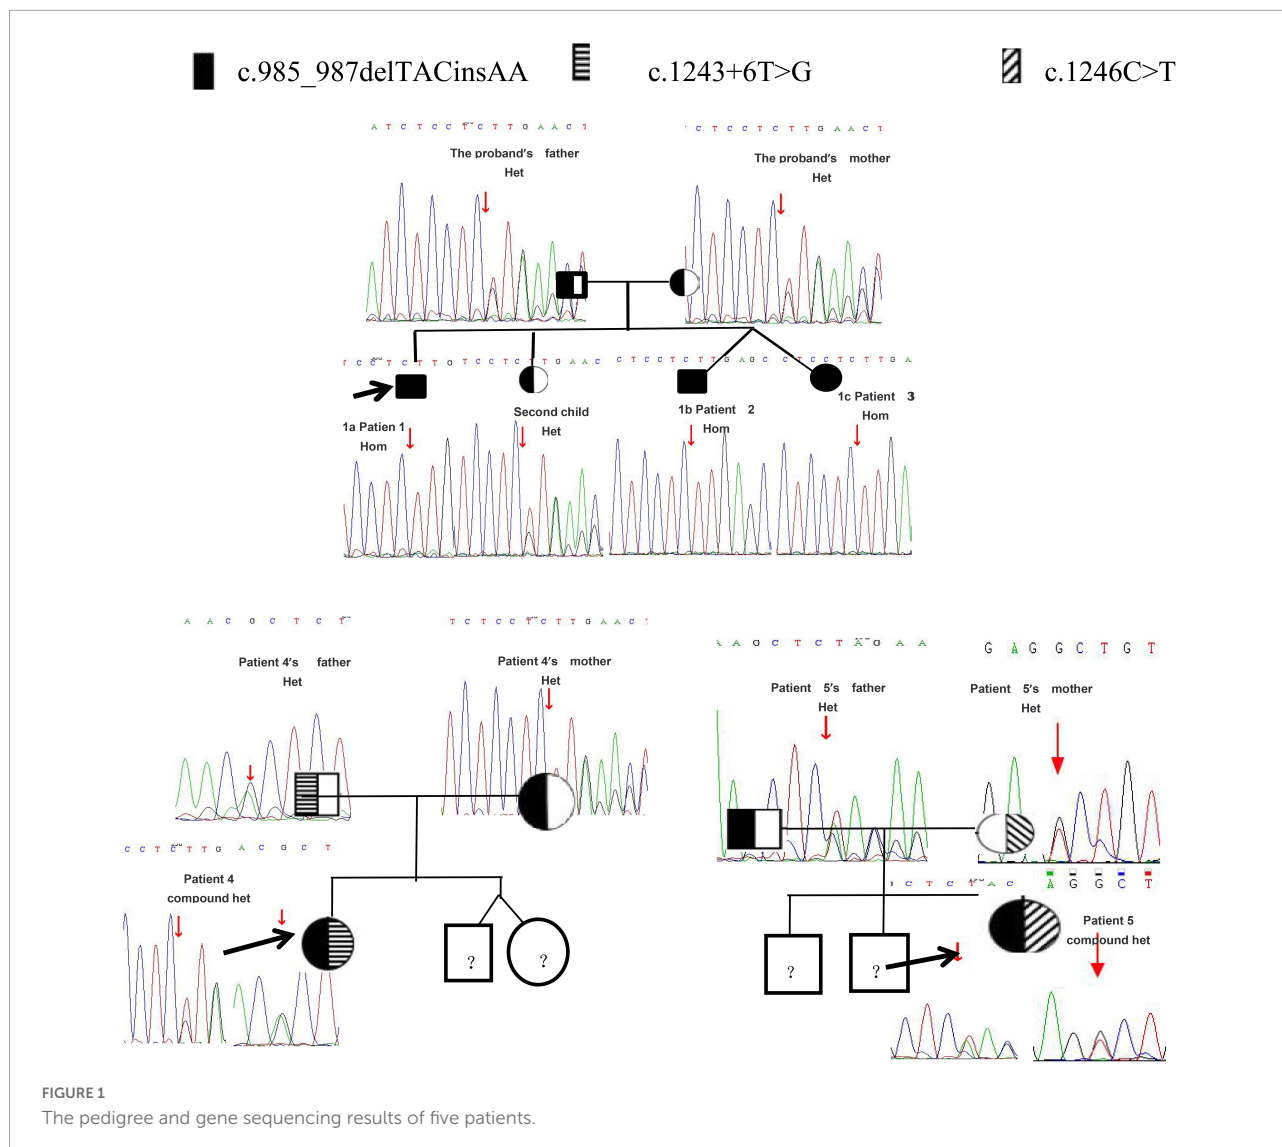 c.985_987delTACinsAA c.1243+6T>G c.1246C>T
A T C T C C T C T T G A A C T
C T C C T C T T G A A C T
The proband's father
Het
The proband's mother
Het
T C C T C T T G T C C T C T T G A A C C T C C T C T T G A G C C T C C T C T T G A
1a Patien 1
Hom
Second child
Het
1b Patient 2
Hom
1c Patient 3
Hom
A A C G C T C T
T C T C C T C T T G A A C T
A A G C T C T A G A A
G A G G C T G T
Patient 4's father
Het
Patient 4's mother
Het
Patient 5's father
Het
Patient 5's mother
Het
C C T C T T G A C G C T
C T C T A C A G G C T
Patient 4
compound het
Patient 5
compound het
? ?
? ?
FIGURE 1
The pedigree and gene sequencing results of five patients.